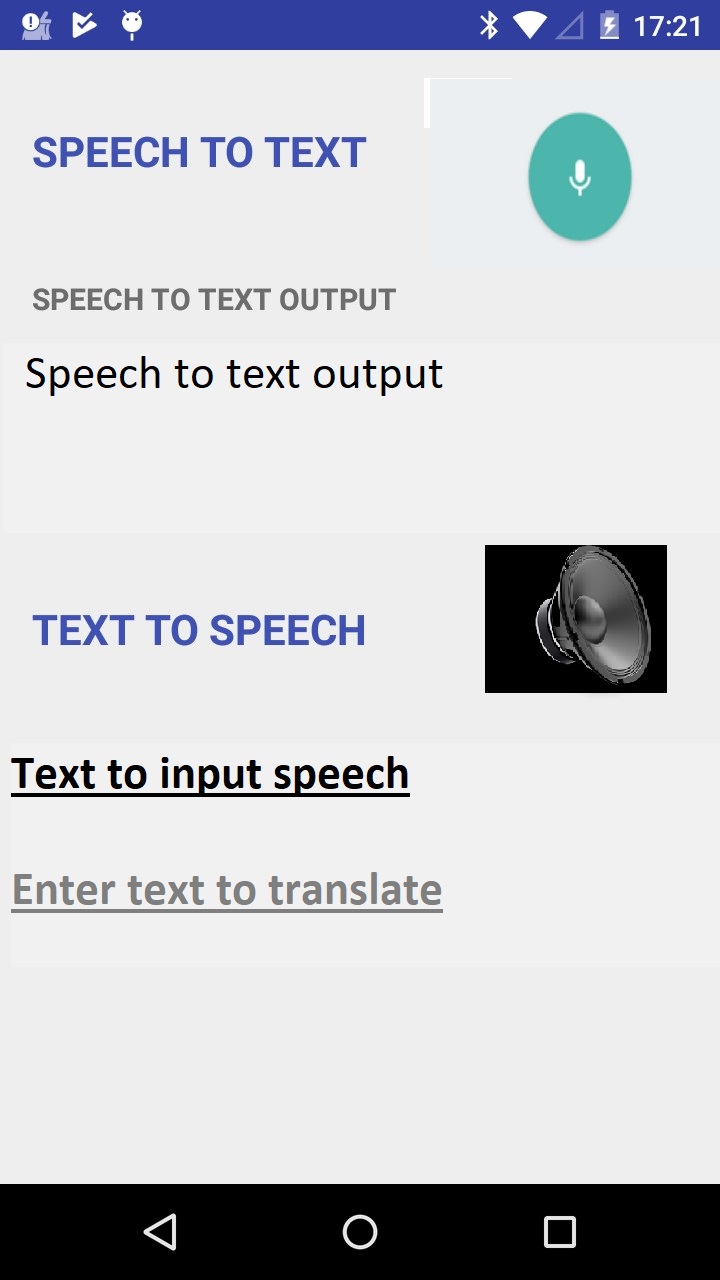 17:21
SPEECH TO TEXT
SPEECH TO TEXT OUTPUT
Speech to text output
TEXT TO SPEECH
Text to input speech
Enter text to translate